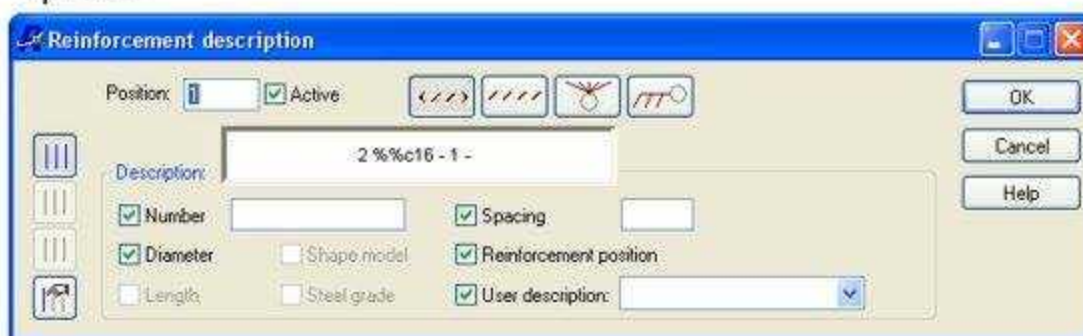 Reinforcement description
Position: 1 Active
OK
2 %%c16 - 1 -
Cancel
Description:
Help
Number Spacing
Diameter Shape model Reinforcement position
Length Steel grade User description: